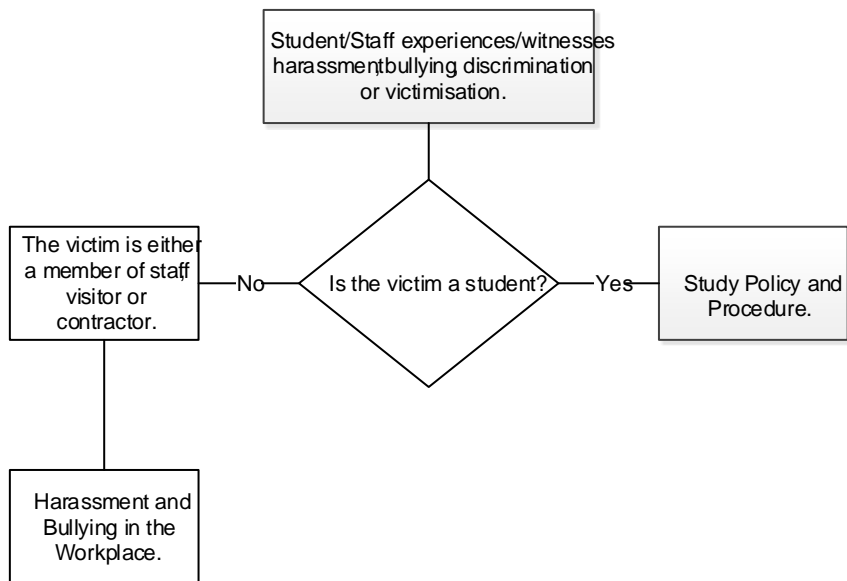 Student/Staff experiences/witnesses
harassment, bullying, discrimination
or victimisation.
The victim is either
a member of staff,
visitor or
contractor.
No
Is the victim a student?
Yes
Study Policy and
Procedure.
Harassment and
Bullying in the
Workplace.